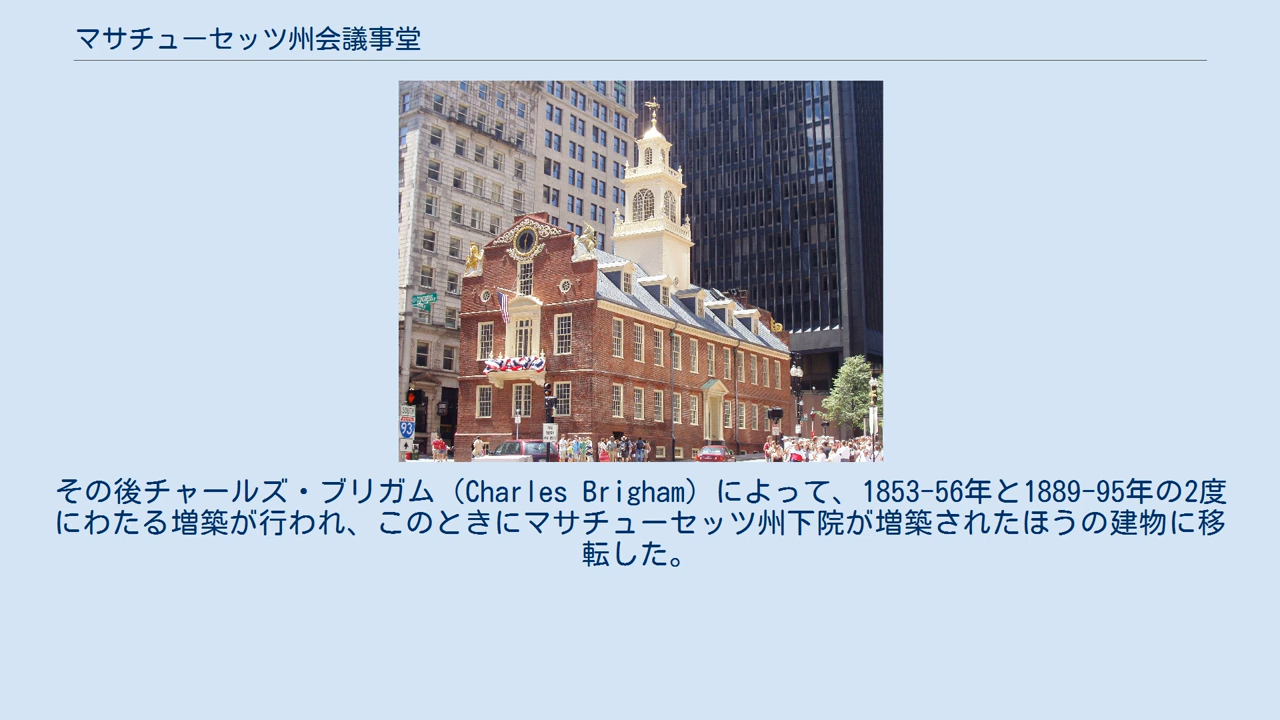 マサチューセッツ州会議事堂
CONGRESS
SOUTH
93
その後チャールズ・ブリガム（Charles Brigham）によって、1853-56年と1889-95年の2度
にわたる増築が行われ、このときにマサチューセッツ州下院が増築されたほうの建物に移
転した。